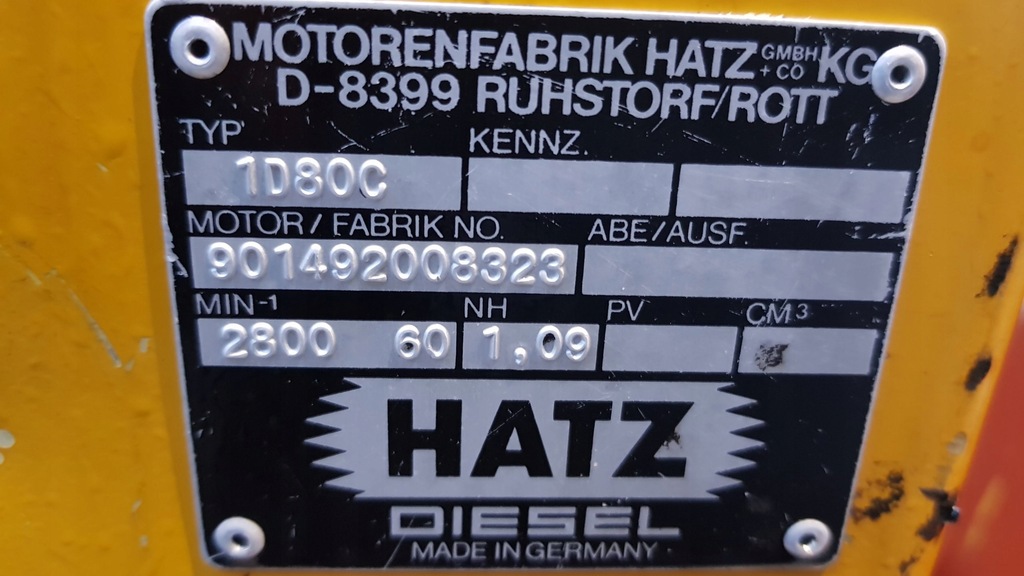 MOTORENFABRIK HATZ GMBH + CO KG
D-8399 RUHSTORF/ROTT
TYP KENNZ.
1D80C
MOTOR / FABRIK NO. ABE/AUSF.
901492008323
MIN-1 NH PV CM³
2800 60 1,09
HATZ
DIESEL
MADE IN GERMANY